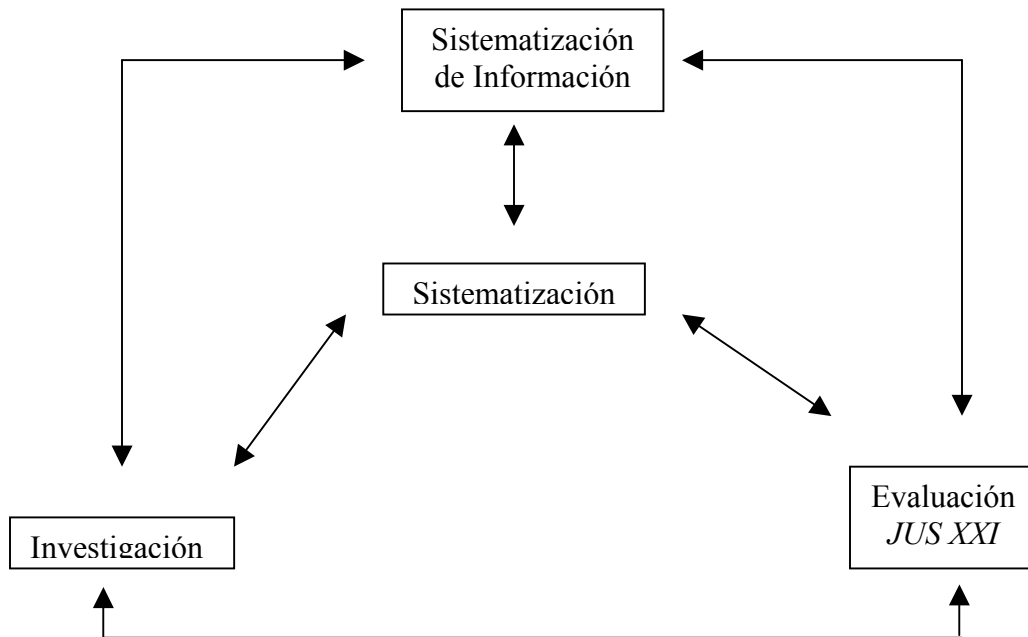 Sistematización
de Información
Sistematización
Evaluación
JUS XXI
Investigación